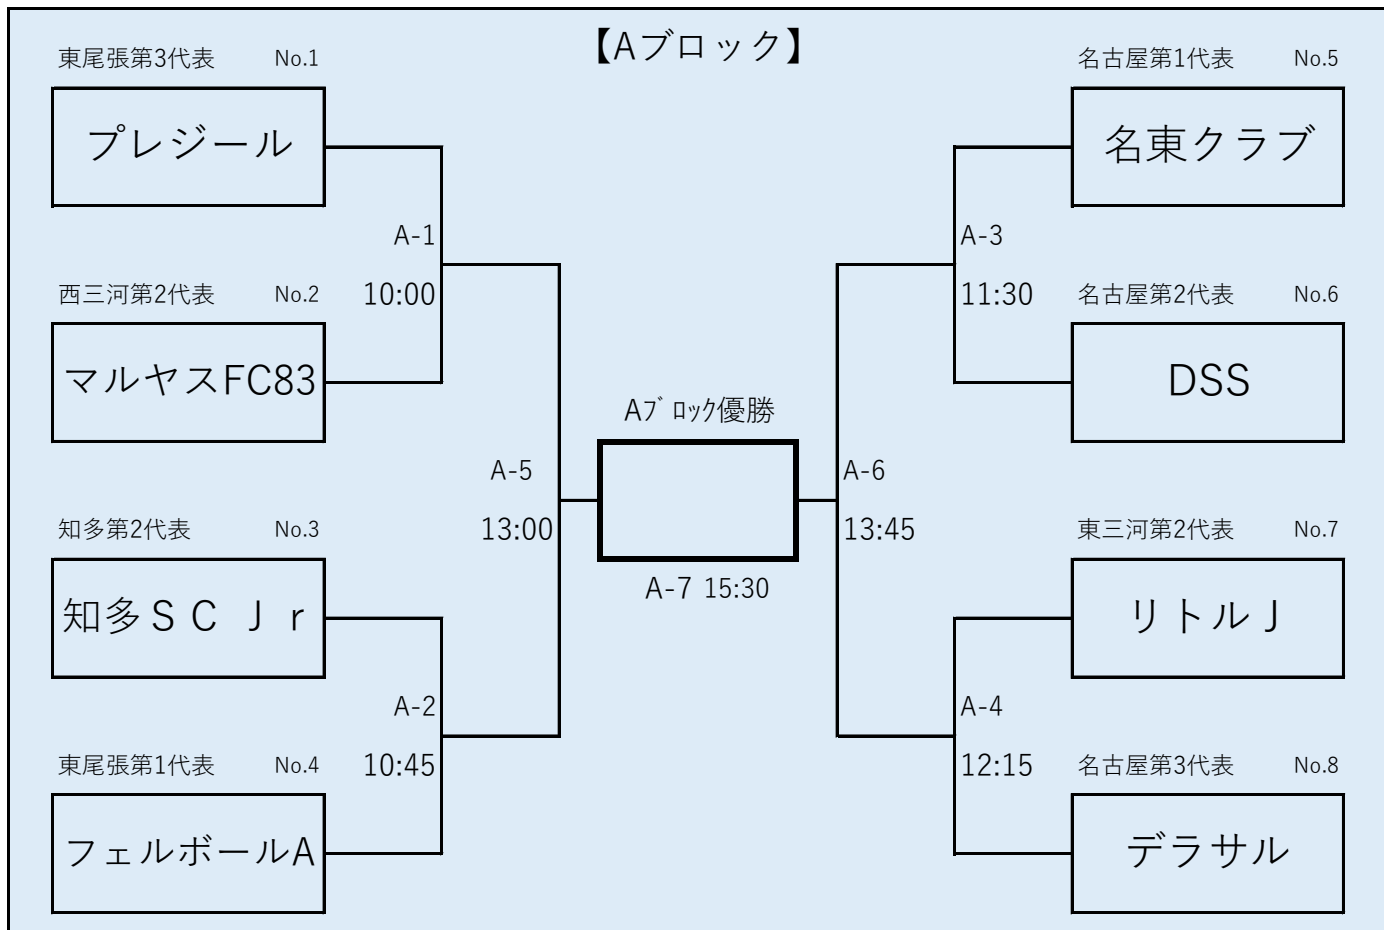 【Aブロック】
東尾張第3代表 No.1
プレジール
A-1
10:00
西三河第2代表 No.2
マルヤスFC83
A-5
13:00
知多第2代表 No.3
知多ＳＣ Ｊｒ
A-2
10:45
東尾張第1代表 No.4
フェルボールA
Aﾌﾞﾛｯｸ優勝
A-7 15:30
名古屋第1代表 No.5
名東クラブ
A-3
11:30
名古屋第2代表 No.6
DSS
A-6
13:45
東三河第2代表 No.7
リトルＪ
A-4
12:15
名古屋第3代表 No.8
デラサル